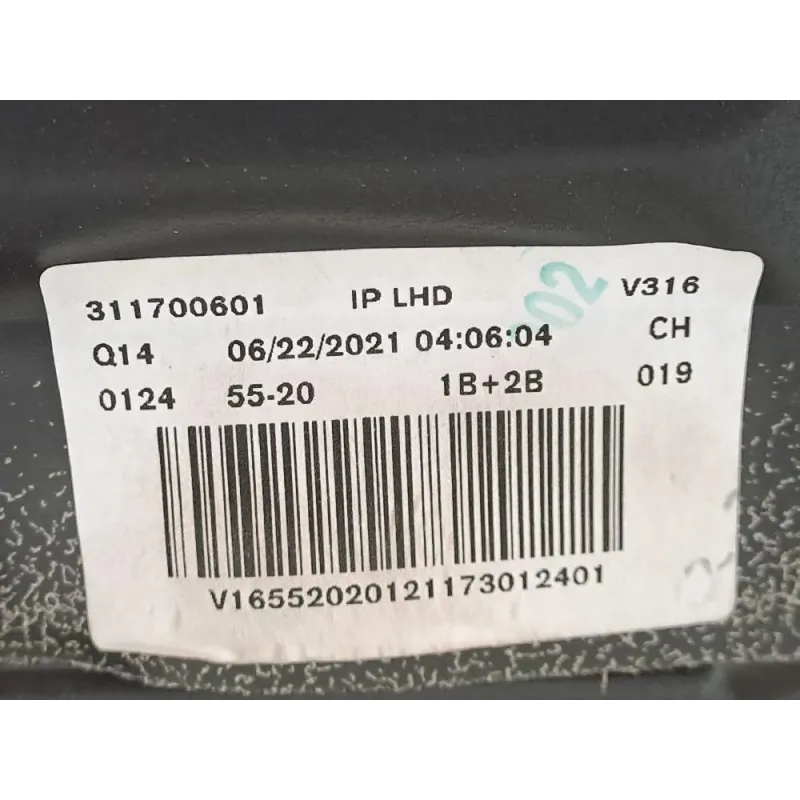 311700601 IP LHD V316
Q14 06/22/2021 04:06:04 CH
0124 55-20 1B+2B 019
02
V16552020121173012401